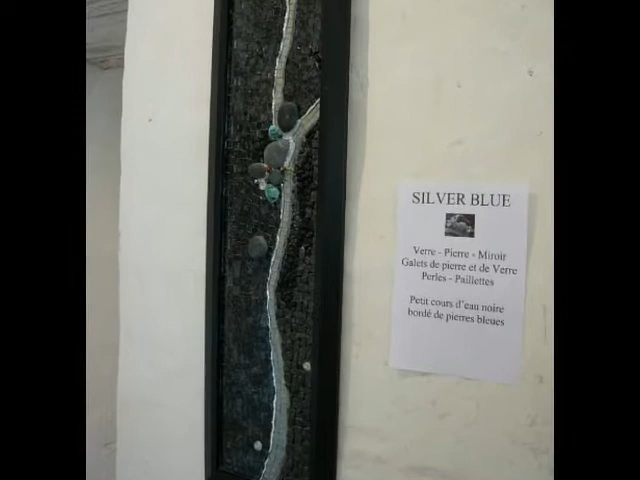 SILVER BLUE
Verre - Pierre - Miroir
Galets de pierre et de Verre
Perles - Paillettes
Petit cours d'eau noire
bordé de pierres bleues